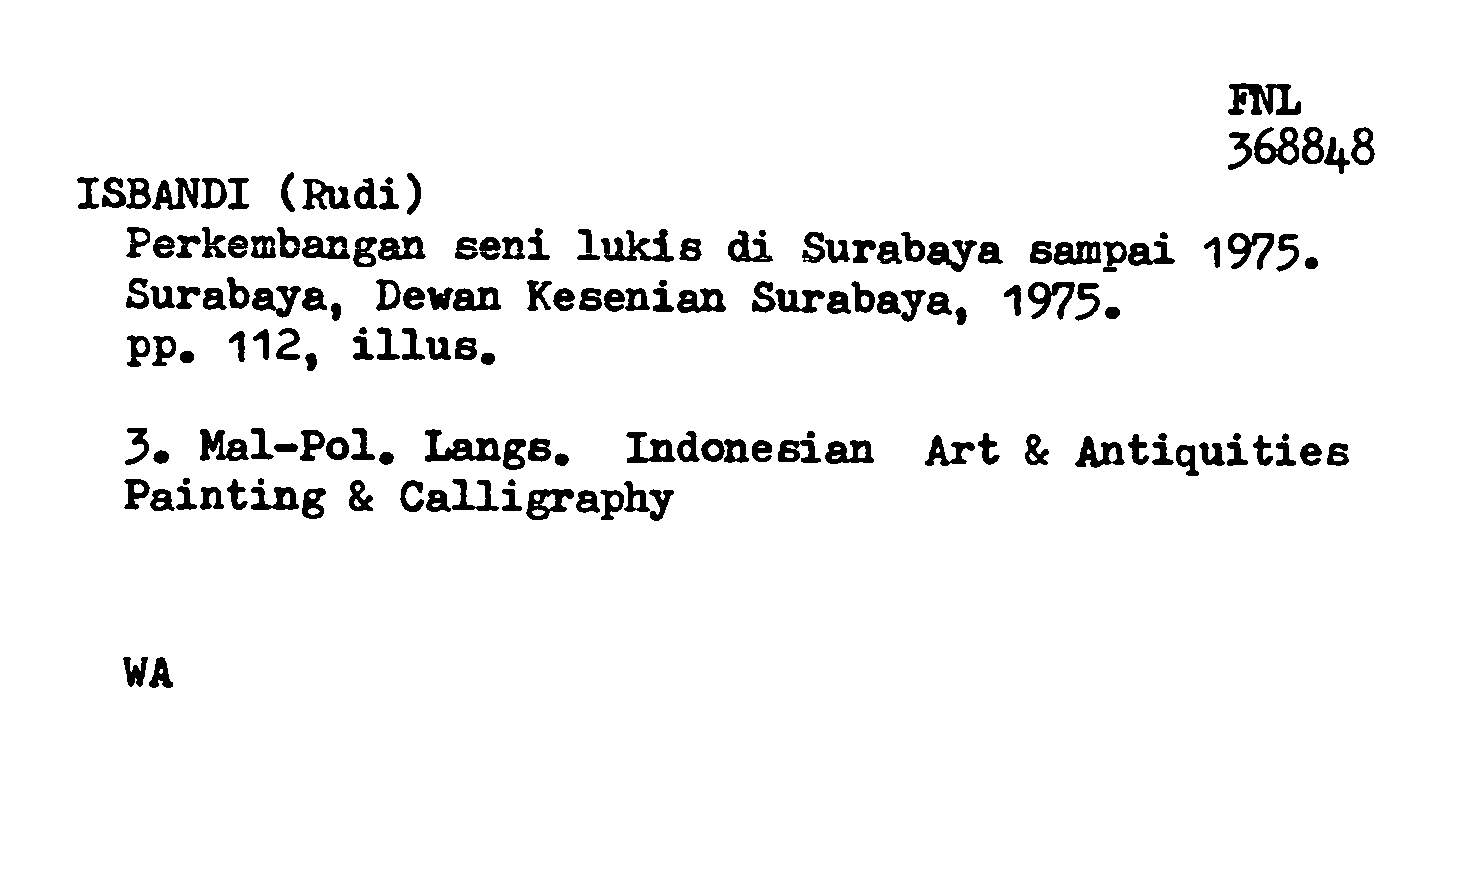 FNL
368848
ISBANDI (Rudi)
Perkembangan seni lukis di Surabaya sampai 1975.
Surabaya, Dewan Kesenian Surabaya, 1975.
pp. 112, illus.
3. Mal-Pol. Langs. Indonesian Art & Antiquities
Painting & Calligraphy
WA